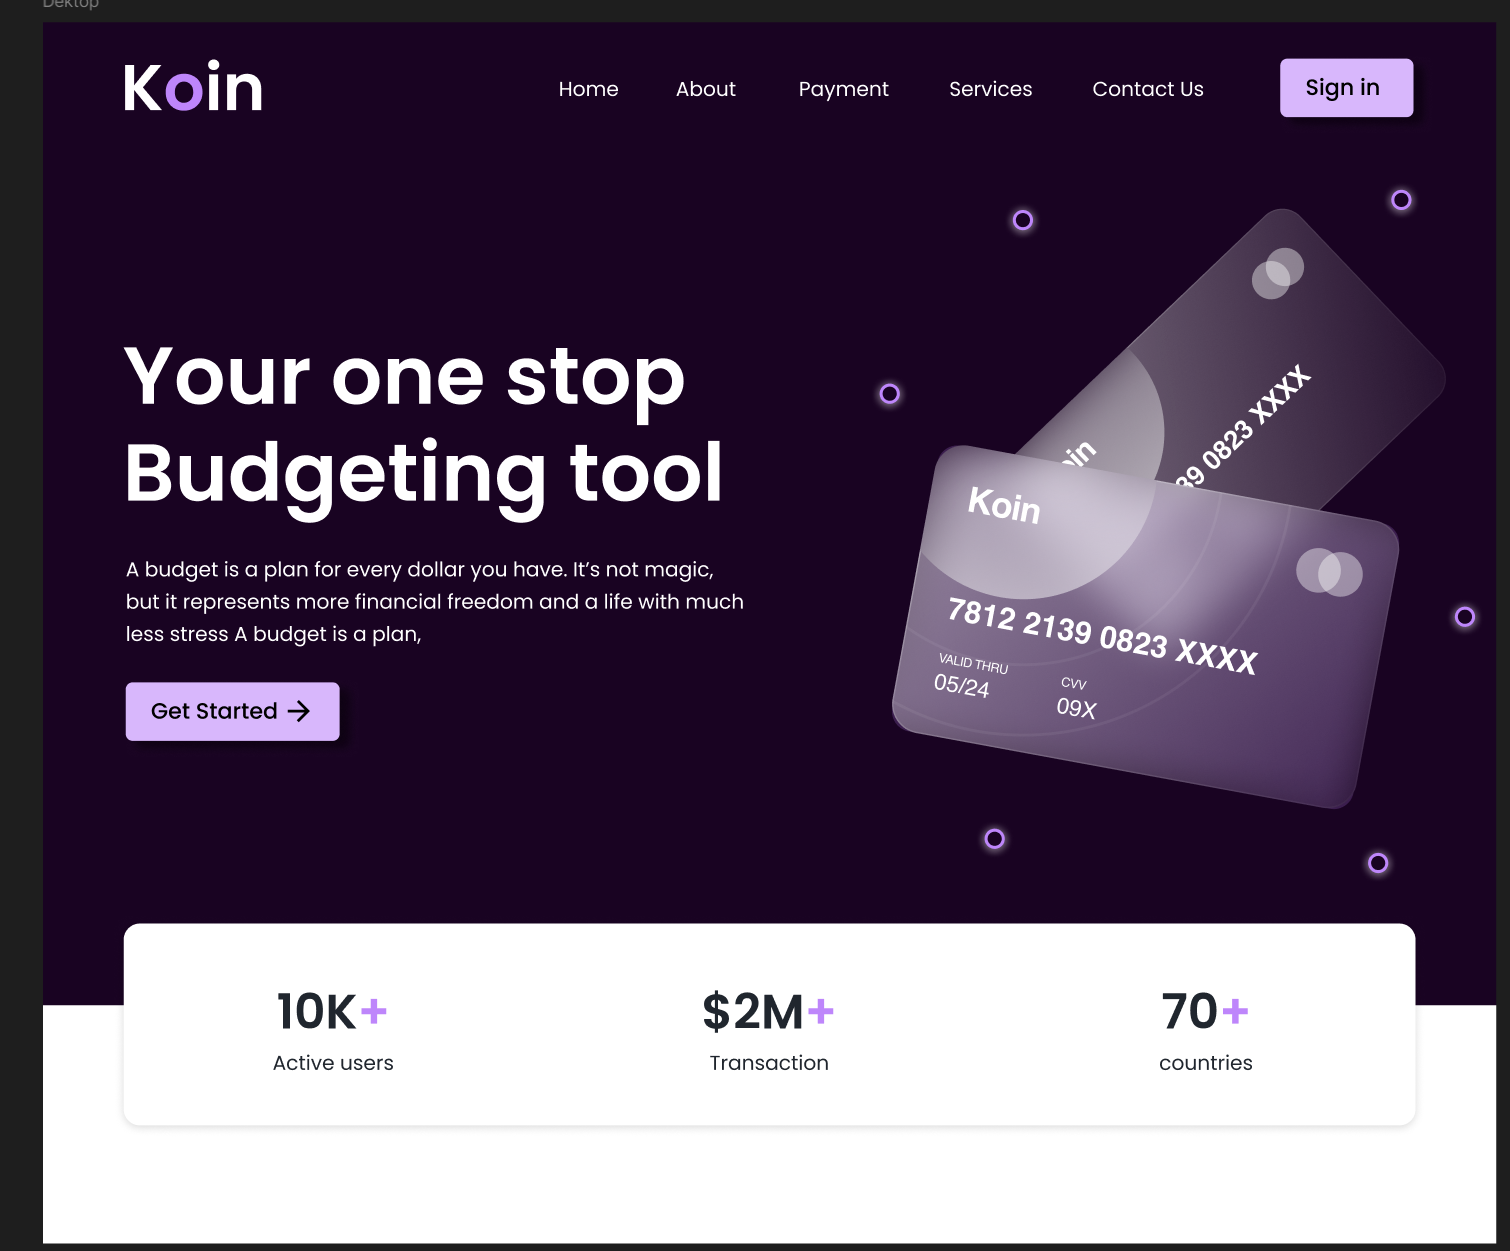 Dektop
Koin
Home About Payment Services Contact Us Sign in
Your one stop
Budgeting tool
A budget is a plan for every dollar you have. It’s not magic,
but it represents more financial freedom and a life with much
less stress A budget is a plan,
Get Started
oin
39 0823 XXXX
Koin
7812 2139 0823 XXXX
VALID THRU
05/24
CVV
09X
10K+
Active users
$2M+
Transaction
70+
countries